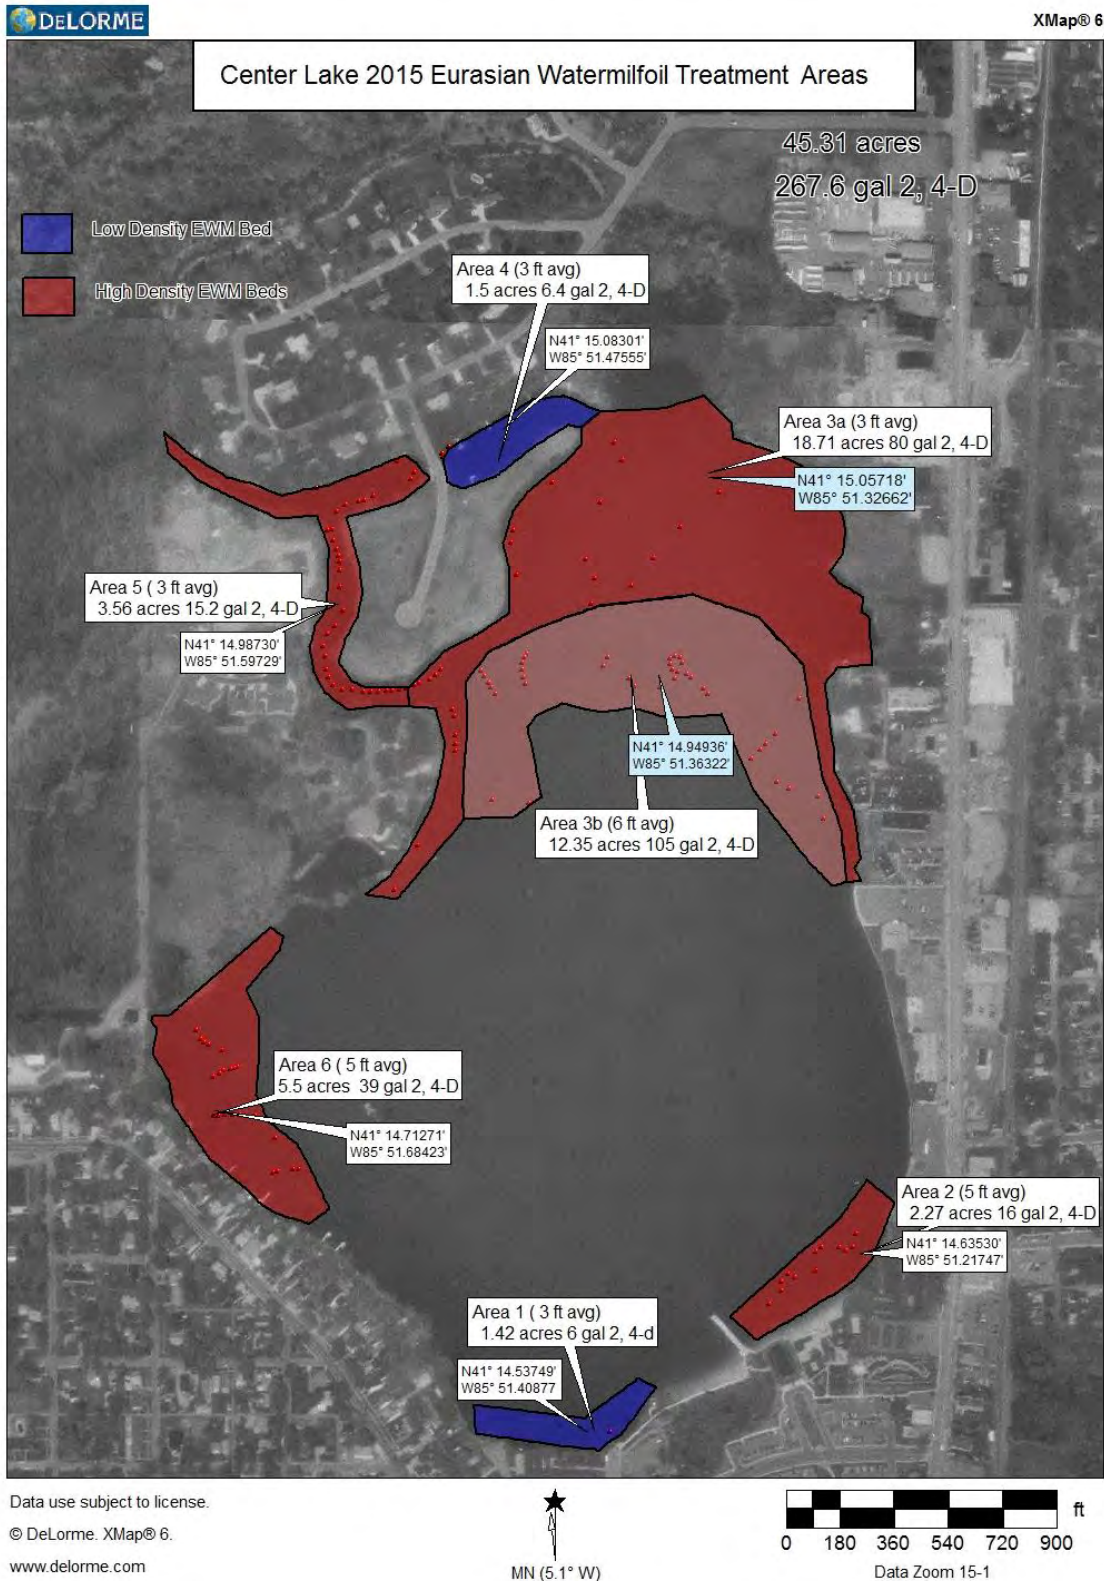 DELORME
XMap® 6
Center Lake 2015 Eurasian Watermilfoil Treatment Areas
45.31 acres
267.6 gal 2, 4-D
Low Density EWM Bed
High Density EWM Beds
Area 4 (3 ft avg)
1.5 acres 6.4 gal 2, 4-D
N41° 15.08301'
W85° 51.47555'
Area 3a (3 ft avg)
18.71 acres 80 gal 2, 4-D
N41° 15.05718'
W85° 51.32662'
Area 5 ( 3 ft avg)
3.56 acres 15.2 gal 2, 4-D
N41° 14.98730'
W85° 51.59729'
N41° 14.94936'
W85° 51.36322'
Area 3b (6 ft avg)
12.35 acres 105 gal 2, 4-D
Area 6 ( 5 ft avg)
5.5 acres 39 gal 2, 4-D
N41° 14.71271'
W85° 51.68423'
Area 2 (5 ft avg)
2.27 acres 16 gal 2, 4-D
N41° 14.63530'
W85° 51.21747'
Area 1 ( 3 ft avg)
1.42 acres 6 gal 2, 4-d
N41° 14.53749'
W85° 51.40877
Data use subject to license.
© DeLorme. XMap® 6.
www.delorme.com
MN (5.1° W)
ft
0 180 360 540 720 900
Data Zoom 15-1